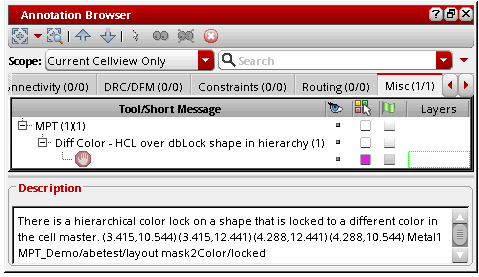 Annotation Browser
Scope: Current Cellview Only Search
onnectivity (0/0) DRC/DFM (0/0) Constraints (0/0) Routing (0/0) Misc (1/1)
Tool/Short Message Layers
MPT (1)(1)
Diff Color - HCL over dbLock shape in hierarchy (1)
Description
There is a hierarchical color lock on a shape that is locked to a different color in
the cell master. (3.415,10.544) (3.415,12.441) (4.288,12.441) (4.288,10.544) Metal1
MPT_Demo/abetest/layout mask2Color/locked